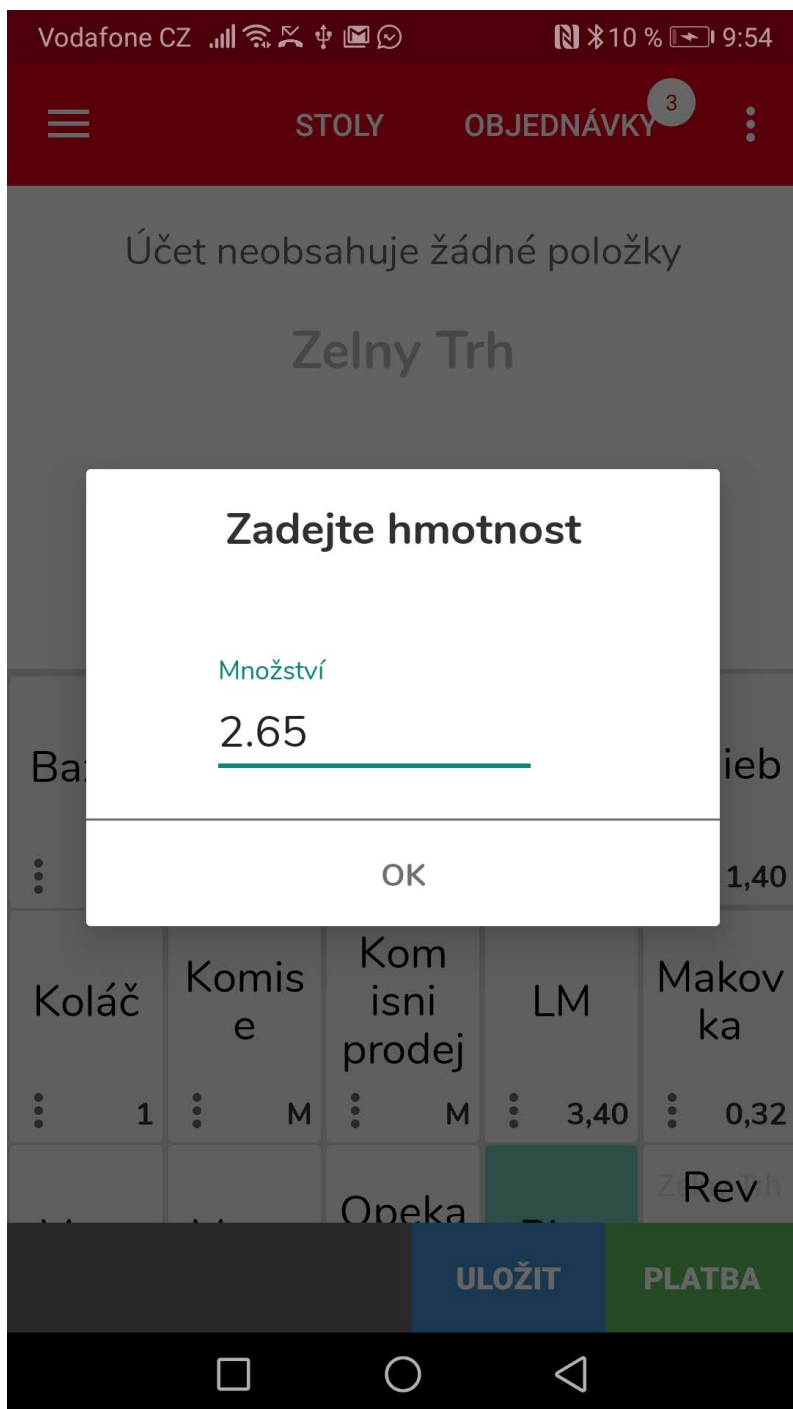 Vodafone CZ 10 % 9:54
STOLY OBJEDNÁVKY 3
Účet neobsahuje žádné položky
Zelny Trh
Zadejte hmotnost
Množství
2.65
OK
1,40
Koláč
Komis
e
Kom
isni
prodej
LM
Makov
ka
1 M M 3,40 0,32
Opeka
Rev
ULOŽIT PLATBA